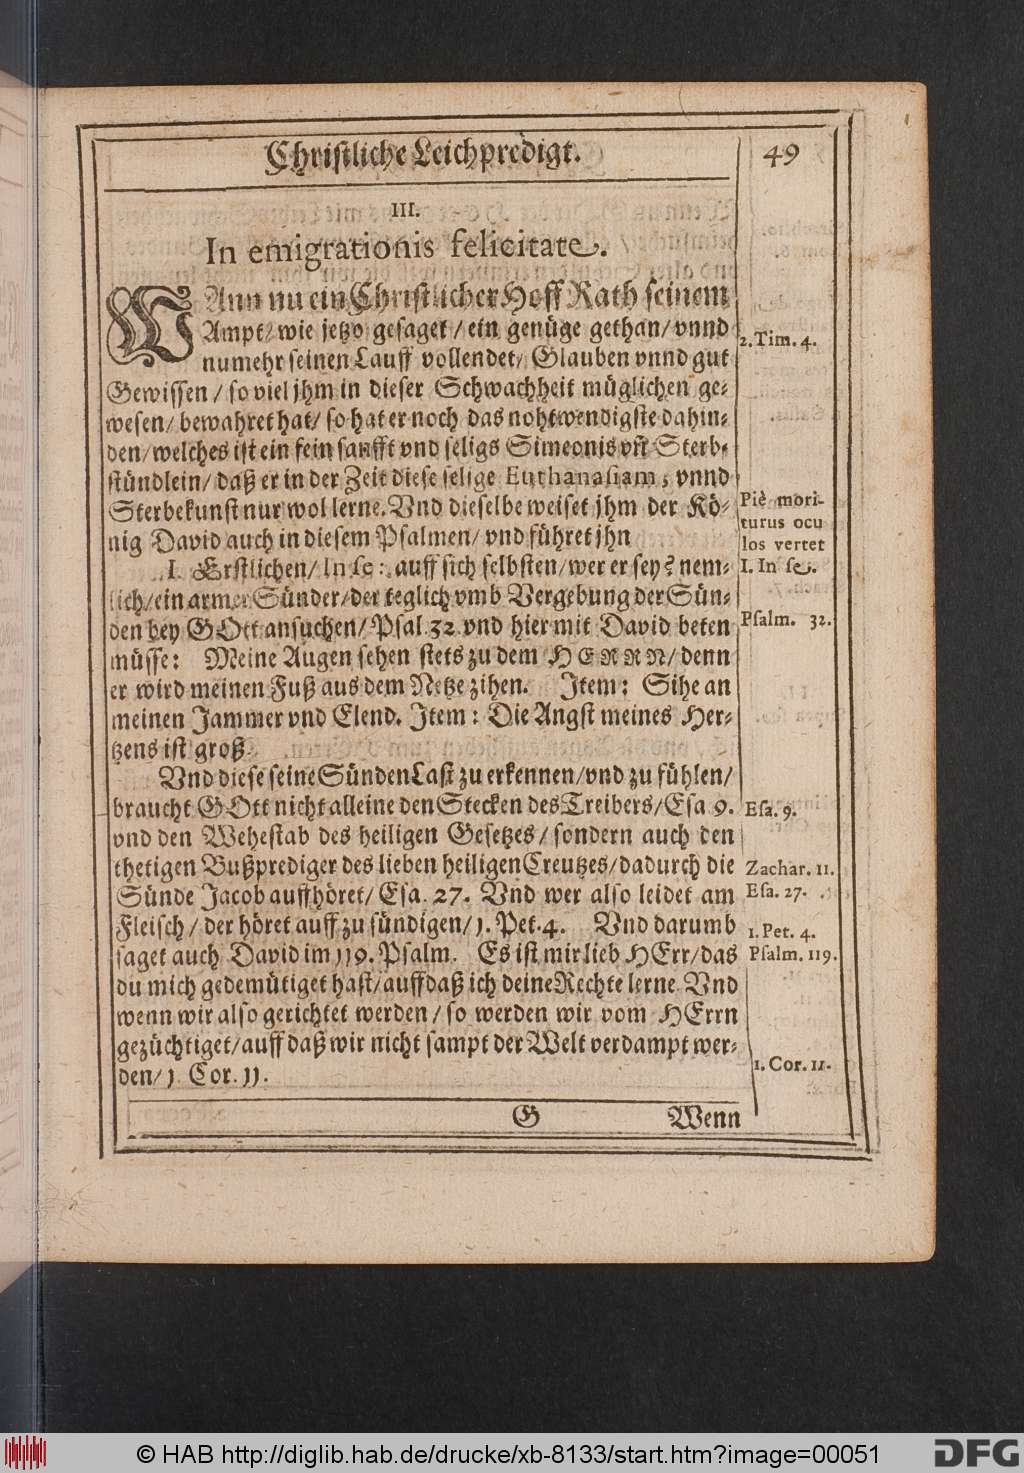 Christliche Leichpredigt. 49
III.
In emigrationis felicitate.
WAnn nu ein Christlicher Hoff Rath seinem
Ampt/ wie jetzo gesaget/ ein genüge gethan/ vnnd
numehr seinen Lauff vollendet/ Glauben vnnd gut
Gewissen/ so viel jhm in dieser Schwachheit müglichen ge-
wesen/ bewahret hat/ so hat er noch das nohtwendigste dahin-
den/ welches ist ein fein sanfft vnd seligs Simeonis vñ Sterb-
stündlein/ daß er in der Zeit diese selige Euthanasiam, vnnd
Sterbekunst nur wol lerne. Vnd dieselbe weiset jhm der Kö-
nig David auch in diesem Psalmen/ vnd führet jhn
I. Erstlichen/ In se: auff sich selbsten/ wer er sey? nem-
lich/ ein armer Sünder/ der teglich vmb Vergebung der Sün-
den bey GOtt ansuchen/ Psal. 32. vnd hier mit David beten
müsse: Meine Augen sehen stets zu dem HERRN/ denn
er wird meinen Fuß aus dem Netze zihen. Item: Sihe an
meinen Jammer vnd Elend. Item: Die Angst meines Her-
tzens ist groß.
Vnd diese seine Sünden Last zu erkennen/ vnd zu fühlen/
braucht GOtt nicht alleine den Stecken des Treibers/ Esa 9.
vnd den Wehestab des heiligen Gesetzes/ sondern auch den
thetigen Bußprediger des lieben heiligen Creutzes/ dadurch die
Sünde Jacob auffhöret/ Esa. 27. Vnd wer also leidet am
Fleisch/ der höret auff zu sündigen/ 1. Pet. 4. Vnd darumb
saget auch David im 119. Psalm. Es ist mir lieb HErr/ das
du mich gedemütiget hast/ auff daß ich deine Rechte lerne. Vnd
wenn wir also gerichtet werden/ so werden wir vom HErrn
gezüchtiget/ auff daß wir nicht sampt der Welt verdampt wer-
den/ 1. Cor. 11.
G Wenn
2. Tim. 4.
Piè mori-
turus ocu
los vertet
I. In se.
Psalm. 32.
Esa. 9.
Zachar. 11.
Esa. 27.
1. Pet. 4.
Psalm. 119.
1. Cor. 11.
© HAB http://diglib.hab.de/drucke/xb-8133/start.htm?image=00051
DFG